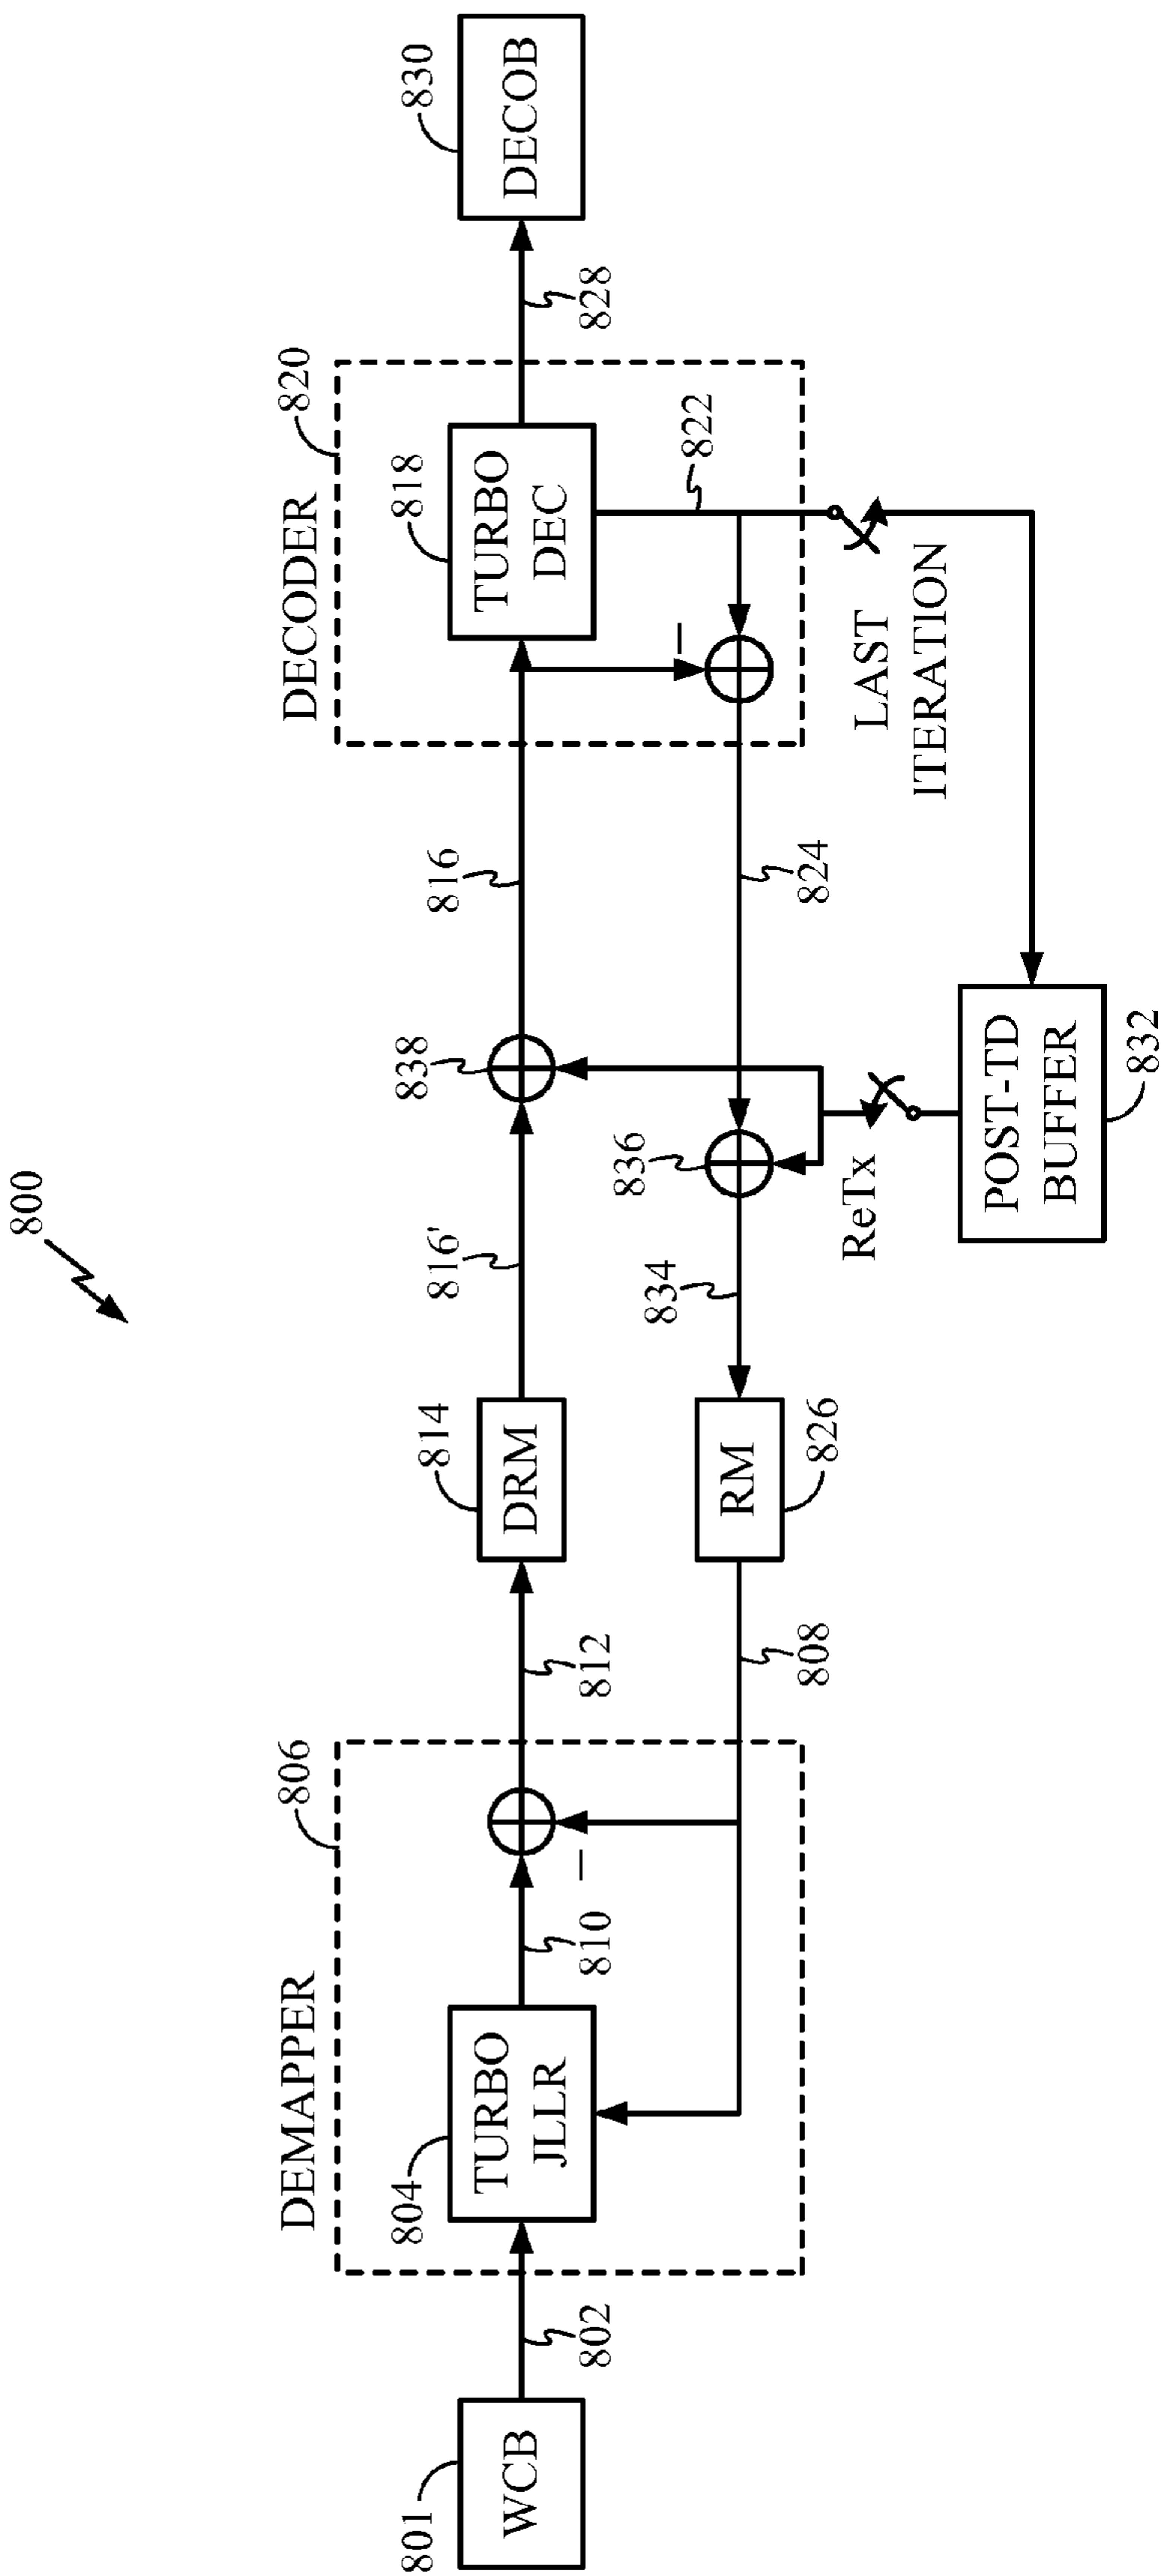 800
DEMAPPER
806
DECODER
820
801
WCB
802
804
TURBO
JLLR
810
–
812
814
DRM
816'
838
816
818
TURBO
DEC
–
828
830
DECOB
808
RM
826
834
836
824
822
ReTx
LAST
ITERATION
POST-TD
BUFFER
832